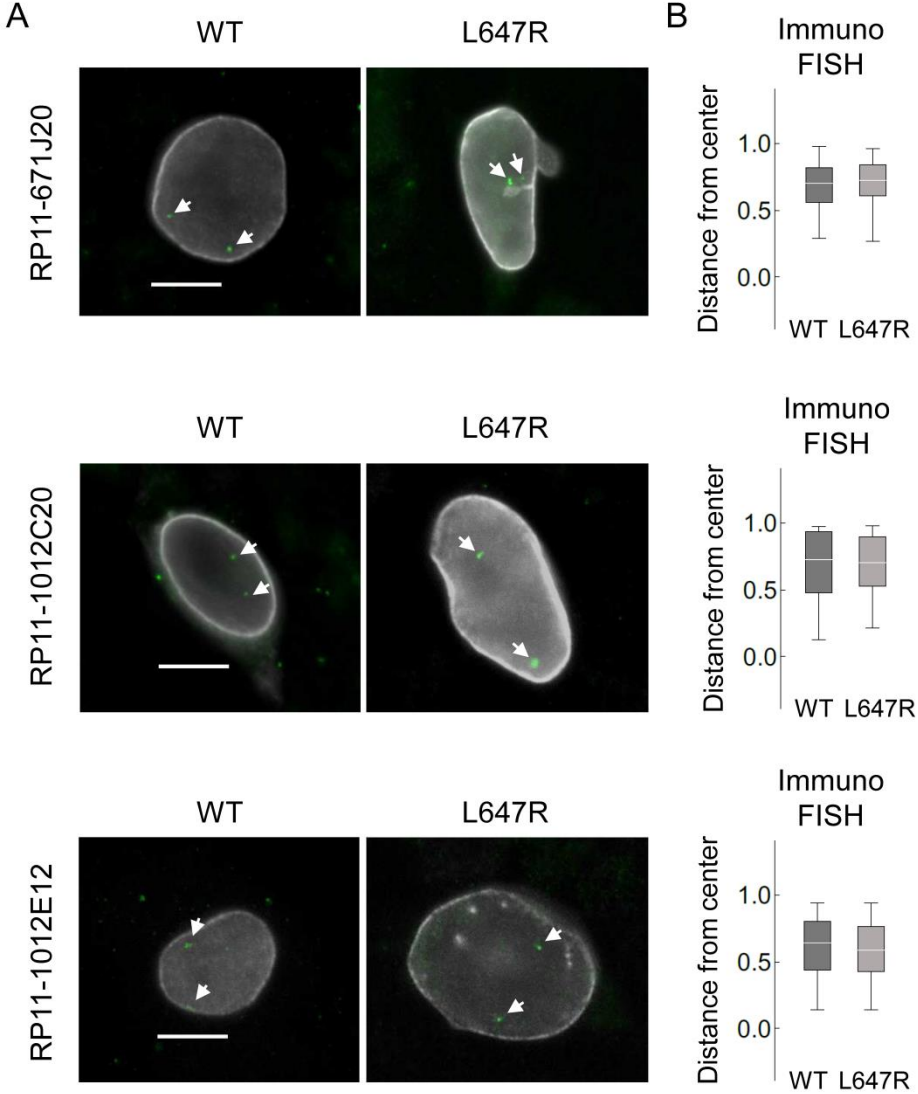 A
B
WT
L647R
Immuno
FISH
RP11-671J20
Distance from center
1.0
0.5
0.0
WT L647R
WT
L647R
Immuno
FISH
RP11-1012C20
Distance from center
1.0
0.5
0.0
WT L647R
WT
L647R
Immuno
FISH
RP11-1012E12
Distance from center
1.0
0.5
0.0
WT L647R